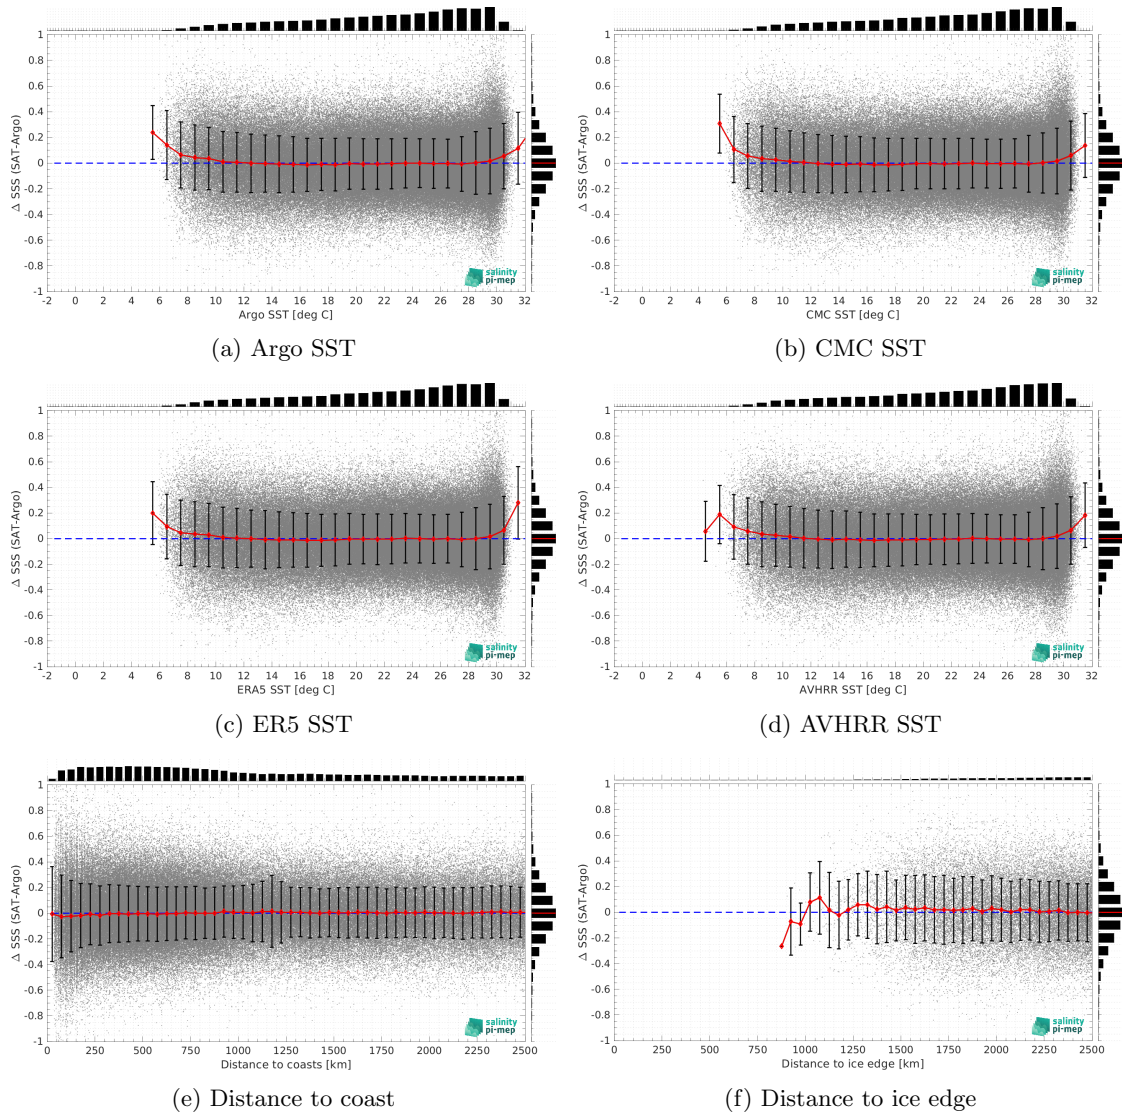 1
0.8
0.6
0.4
0.2
0
-0.2
-0.4
-0.6
-0.8
-1
Δ SSS (SAT-Argo)
-2 0 2 4 6 8 10 12 14 16 18 20 22 24 26 28 30 32
Argo SST [deg C]
salinity
pi-mep
(a) Argo SST
1
0.8
0.6
0.4
0.2
0
-0.2
-0.4
-0.6
-0.8
-1
Δ SSS (SAT-Argo)
-2 0 2 4 6 8 10 12 14 16 18 20 22 24 26 28 30 32
CMC SST [deg C]
salinity
pi-mep
(b) CMC SST
1
0.8
0.6
0.4
0.2
0
-0.2
-0.4
-0.6
-0.8
-1
Δ SSS (SAT-Argo)
-2 0 2 4 6 8 10 12 14 16 18 20 22 24 26 28 30 32
ERA5 SST [deg C]
salinity
pi-mep
(c) ER5 SST
1
0.8
0.6
0.4
0.2
0
-0.2
-0.4
-0.6
-0.8
-1
Δ SSS (SAT-Argo)
-2 0 2 4 6 8 10 12 14 16 18 20 22 24 26 28 30 32
AVHRR SST [deg C]
salinity
pi-mep
(d) AVHRR SST
1
0.8
0.6
0.4
0.2
0
-0.2
-0.4
-0.6
-0.8
-1
Δ SSS (SAT-Argo)
0 250 500 750 1000 1250 1500 1750 2000 2250 2500
Distance to coasts [km]
salinity
pi-mep
(e) Distance to coast
1
0.8
0.6
0.4
0.2
0
-0.2
-0.4
-0.6
-0.8
-1
Δ SSS (SAT-Argo)
0 250 500 750 1000 1250 1500 1750 2000 2250 2500
Distance to ice edge [km]
salinity
pi-mep
(f) Distance to ice edge